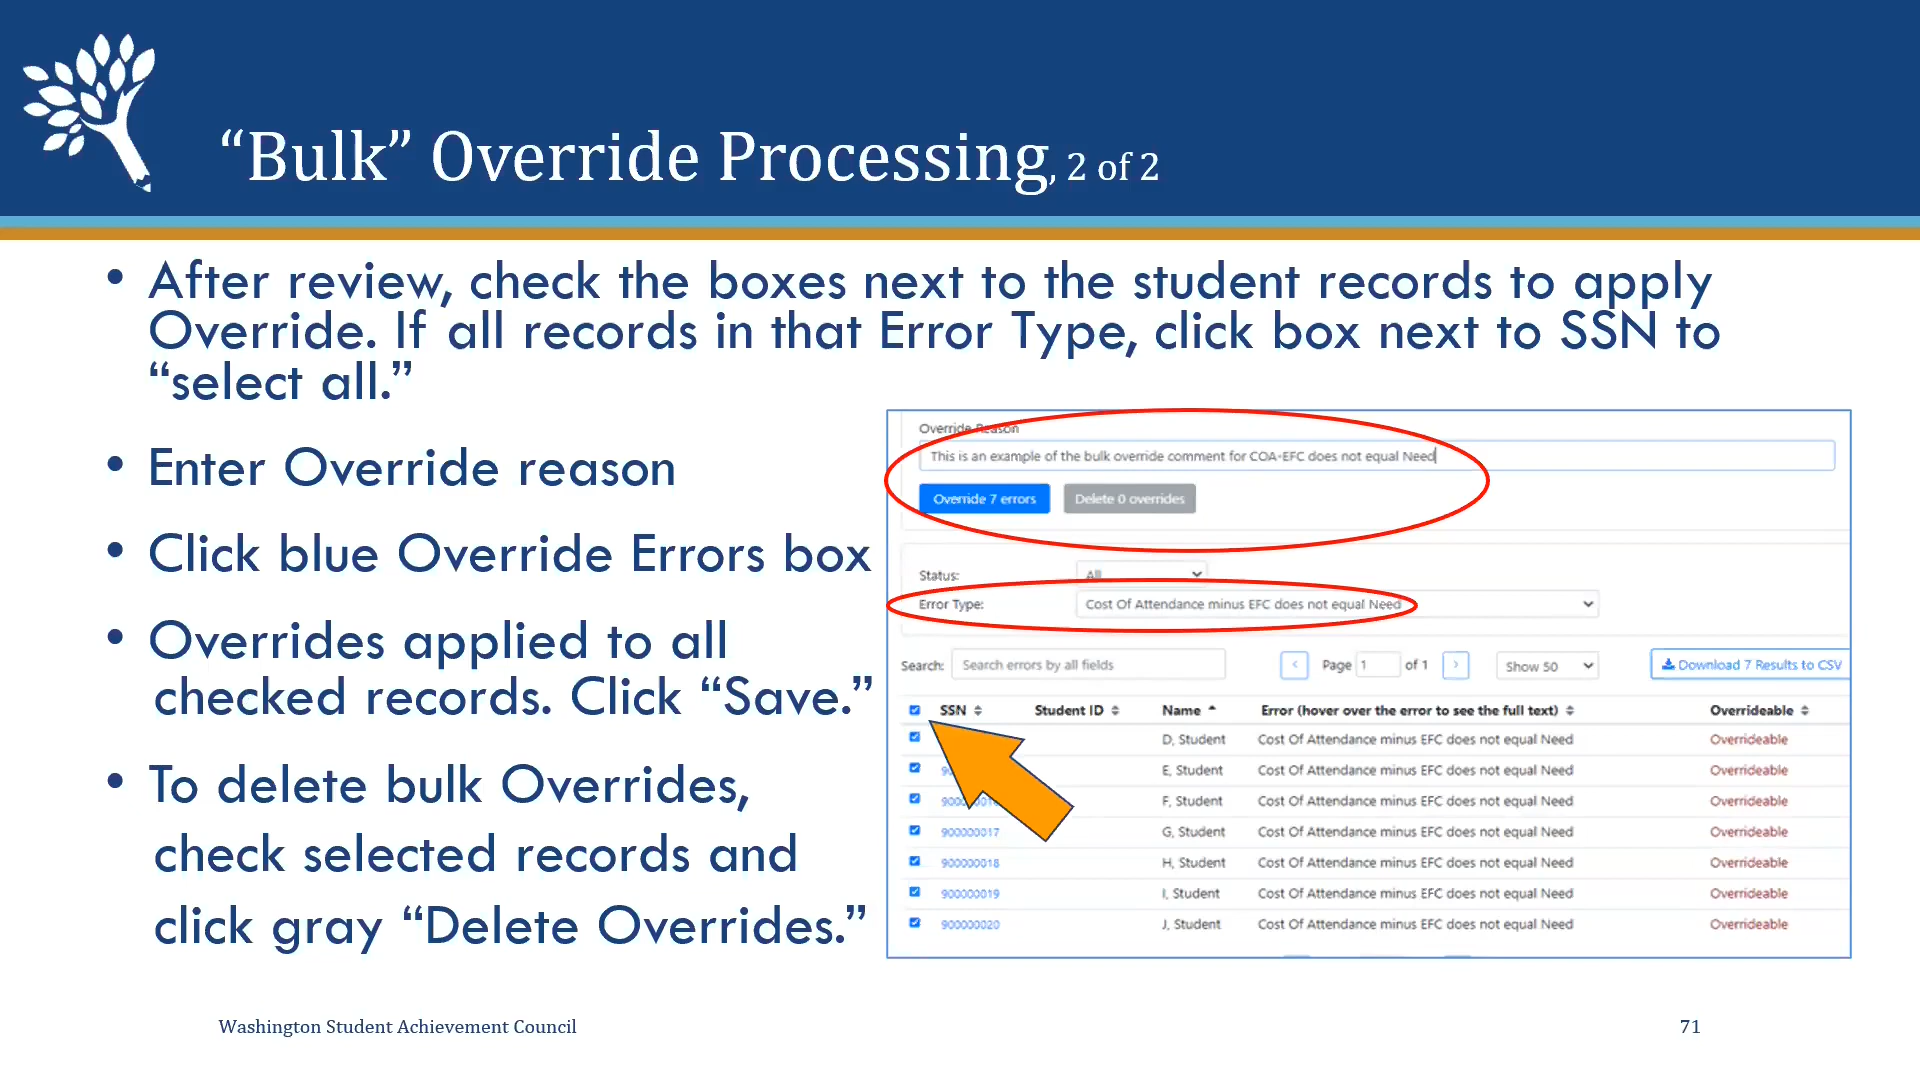 “Bulk” Override Processing, 2 of 2
• After review, check the boxes next to the student records to apply
Override. If all records in that Error Type, click box next to SSN to
“select all.”
• Enter Override reason
• Click blue Override Errors box
• Overrides applied to all
checked records. Click “Save.”
• To delete bulk Overrides,
check selected records and
click gray “Delete Overrides.”
Override Reason
This is an example of the bulk override comment for COA-EFC does not equal Need
Override 7 errors Delete 0 overrides
Status: All
Error Type: Cost Of Attendance minus EFC does not equal Need
Search: Search errors by all fields < Page 1 of 1 > Show 50 Download 7 Results to CSV
SSN Student ID Name Error (hover over the error to see the full text) Overrideable
D, Student Cost Of Attendance minus EFC does not equal Need Overrideable
E, Student Cost Of Attendance minus EFC does not equal Need Overrideable
F, Student Cost Of Attendance minus EFC does not equal Need Overrideable
900000017 G, Student Cost Of Attendance minus EFC does not equal Need Overrideable
900000018 H, Student Cost Of Attendance minus EFC does not equal Need Overrideable
900000019 I, Student Cost Of Attendance minus EFC does not equal Need Overrideable
900000020 J, Student Cost Of Attendance minus EFC does not equal Need Overrideable
Washington Student Achievement Council 71